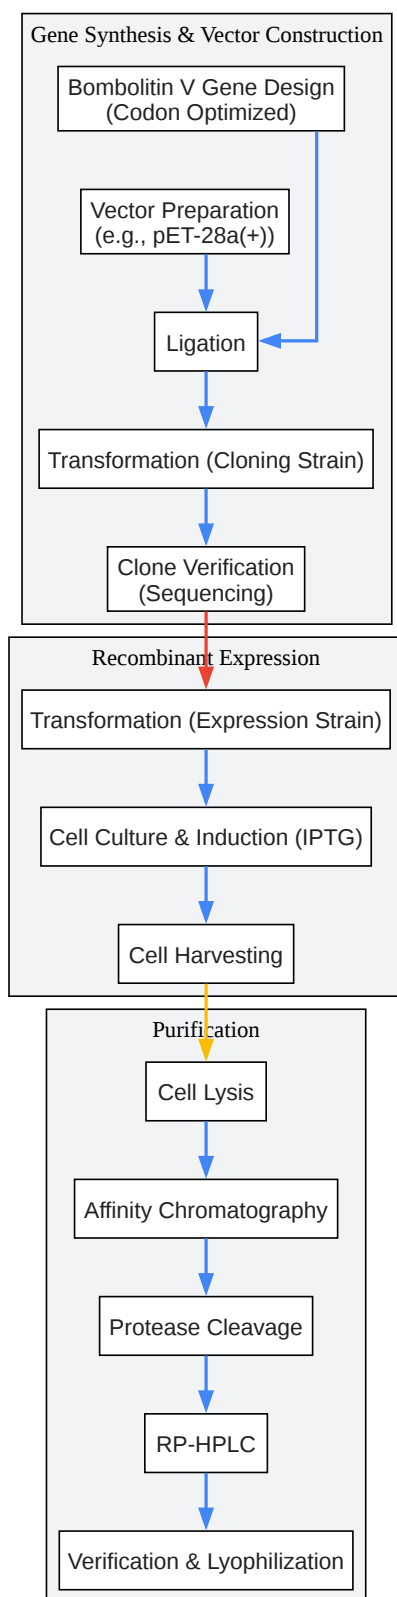 Gene Synthesis & Vector Construction
Bombolitin V Gene Design
(Codon Optimized)
Vector Preparation
(e.g., pET-28a(+))
Ligation
Transformation (Cloning Strain)
Clone Verification
(Sequencing)
Recombinant Expression
Transformation (Expression Strain)
Cell Culture & Induction (IPTG)
Cell Harvesting
Purification
Cell Lysis
Affinity Chromatography
Protease Cleavage
RP-HPLC
Verification & Lyophilization